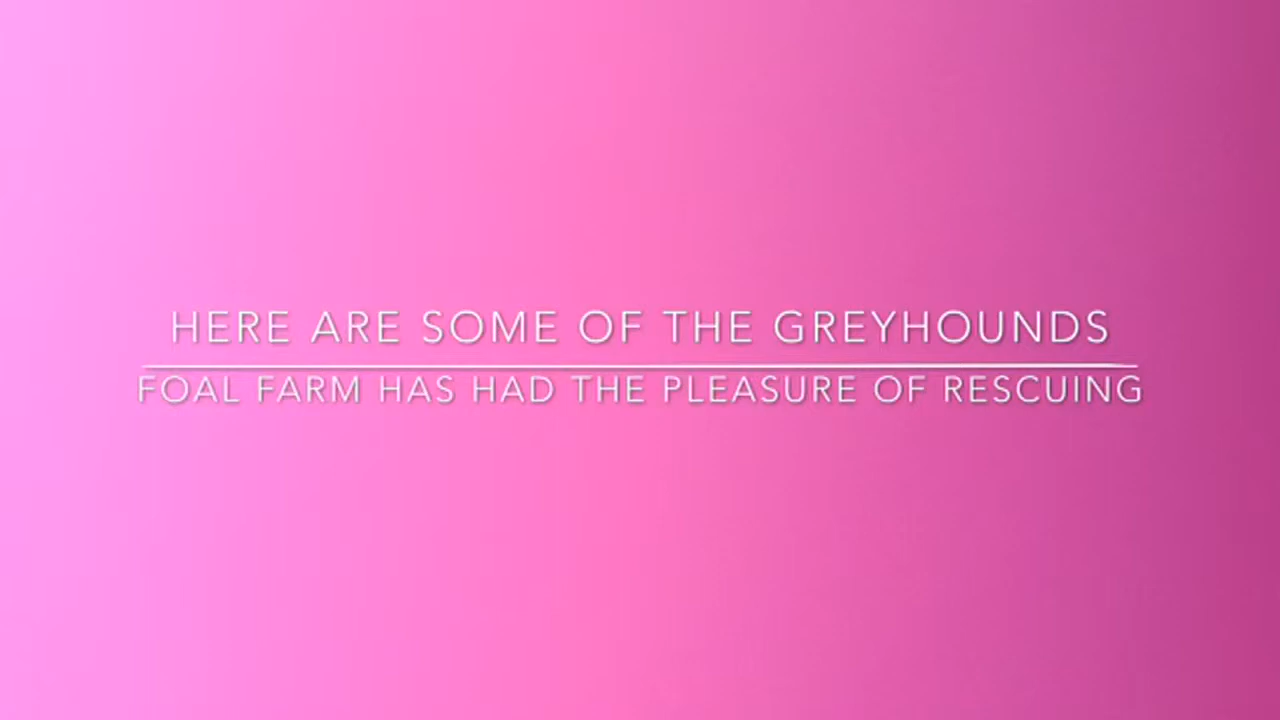 HERE ARE SOME OF THE GREYHOUNDS
FOAL FARM HAS HAD THE PLEASURE OF RESCUING